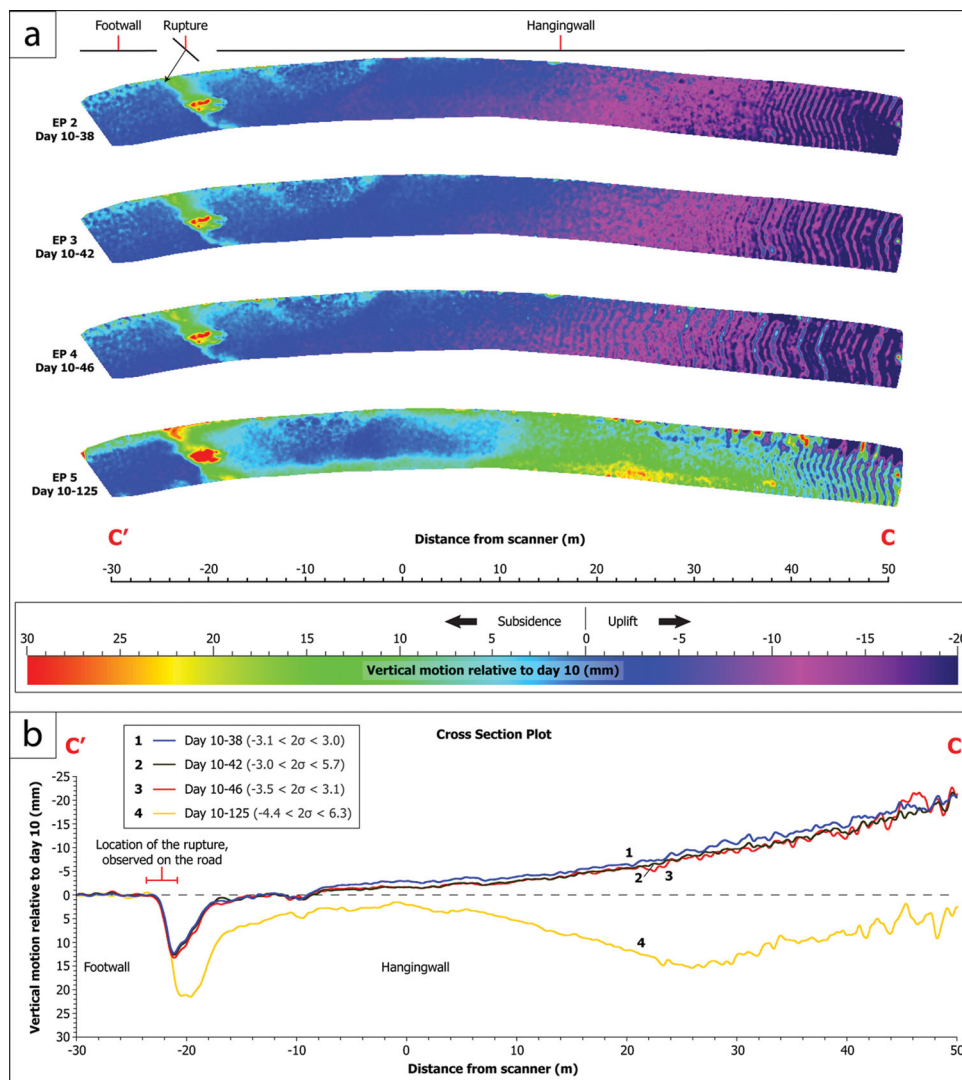 a
Footwall Rupture Hangingwall
EP 2
Day 10-38
EP 3
Day 10-42
EP 4
Day 10-46
EP 5
Day 10-125
C′ C
Distance from scanner (m)
-30 -20 -10 0 10 20 30 40 50
Subsidence Uplift
30 25 20 15 10 5 0 -5 -10 -15 -20
Vertical motion relative to day 10 (mm)
b
C′ Cross Section Plot C
1 Day 10-38 (-3.1 < 2σ < 3.0)
2 Day 10-42 (-3.0 < 2σ < 5.7)
3 Day 10-46 (-3.5 < 2σ < 3.1)
4 Day 10-125 (-4.4 < 2σ < 6.3)
Location of the rupture,
observed on the road
Vertical motion relative to day 10 (mm)
-25
-20
-15
-10
-5
0
5
10
15
20
25
30
1
2 3
4
Footwall Hangingwall
-30 -20 -10 0 10 20 30 40 50
Distance from scanner (m)